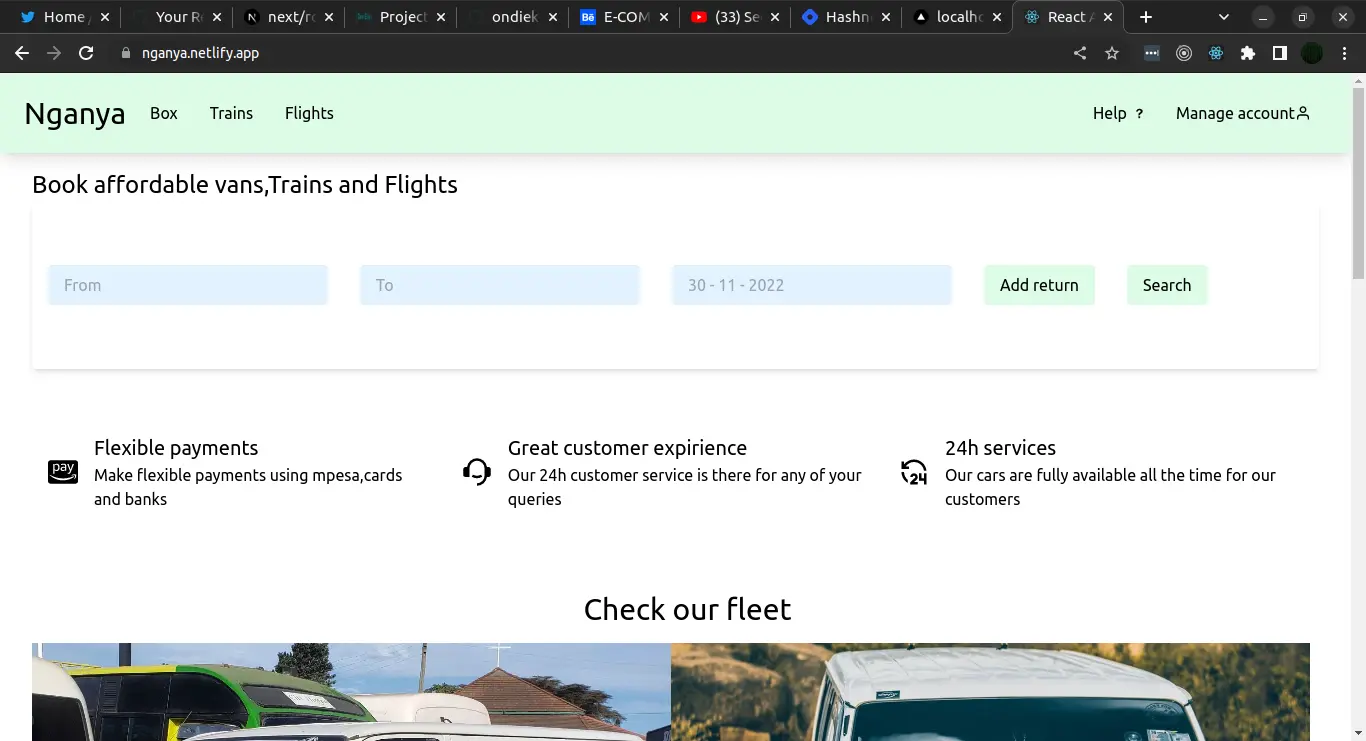 Home /
Your Re
next/ro
Project
ondiek
Bē E-COM
(33) Se
Hashn
localho
React A
nganya.netlify.app
Nganya Box Trains Flights Help ? Manage account
Book affordable vans,Trains and Flights
From To 30 - 11 - 2022 Add return Search
Flexible payments
Make flexible payments using mpesa,cards
and banks
pay
Great customer expirience
Our 24h customer service is there for any of your
queries
24h services
Our cars are fully available all the time for our
customers
24
Check our fleet